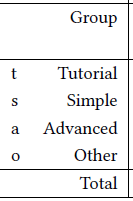 Group
t Tutorial
s Simple
a Advanced
o Other
Total